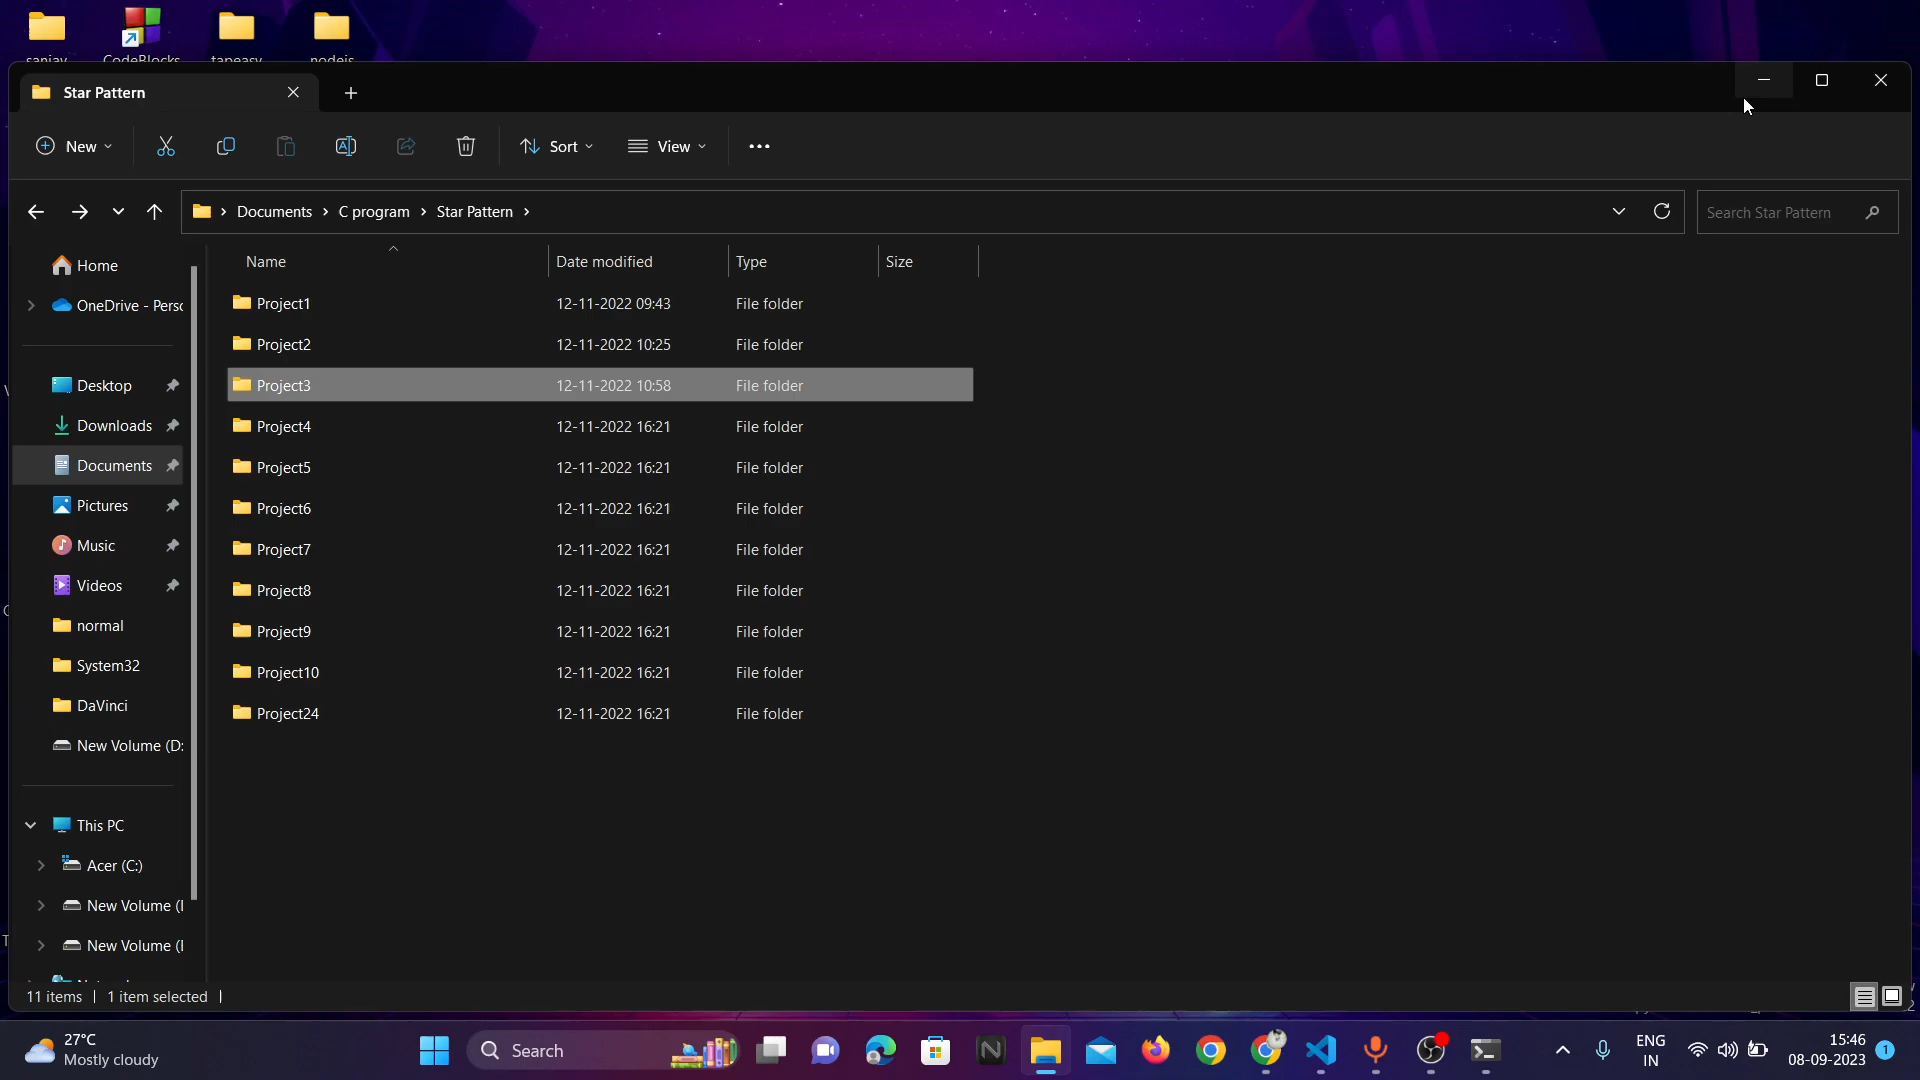 sanjay CodeBlocks tapeasy nodejs
Star Pattern
New Sort View
Documents > C program > Star Pattern >
Search Star Pattern
Name Date modified Type Size
Home
OneDrive - Perso
Project1 12-11-2022 09:43 File folder
Project2 12-11-2022 10:25 File folder
Project3 12-11-2022 10:58 File folder
Project4 12-11-2022 16:21 File folder
Project5 12-11-2022 16:21 File folder
Project6 12-11-2022 16:21 File folder
Project7 12-11-2022 16:21 File folder
Project8 12-11-2022 16:21 File folder
Project9 12-11-2022 16:21 File folder
Project10 12-11-2022 16:21 File folder
Project24 12-11-2022 16:21 File folder
Desktop
Downloads
Documents
Pictures
Music
Videos
normal
System32
DaVinci
New Volume (D:
This PC
Acer (C:)
New Volume (
New Volume (
11 items 1 item selected
27°C
Mostly cloudy
Search
ENG
IN
15:46
08-09-2023
1